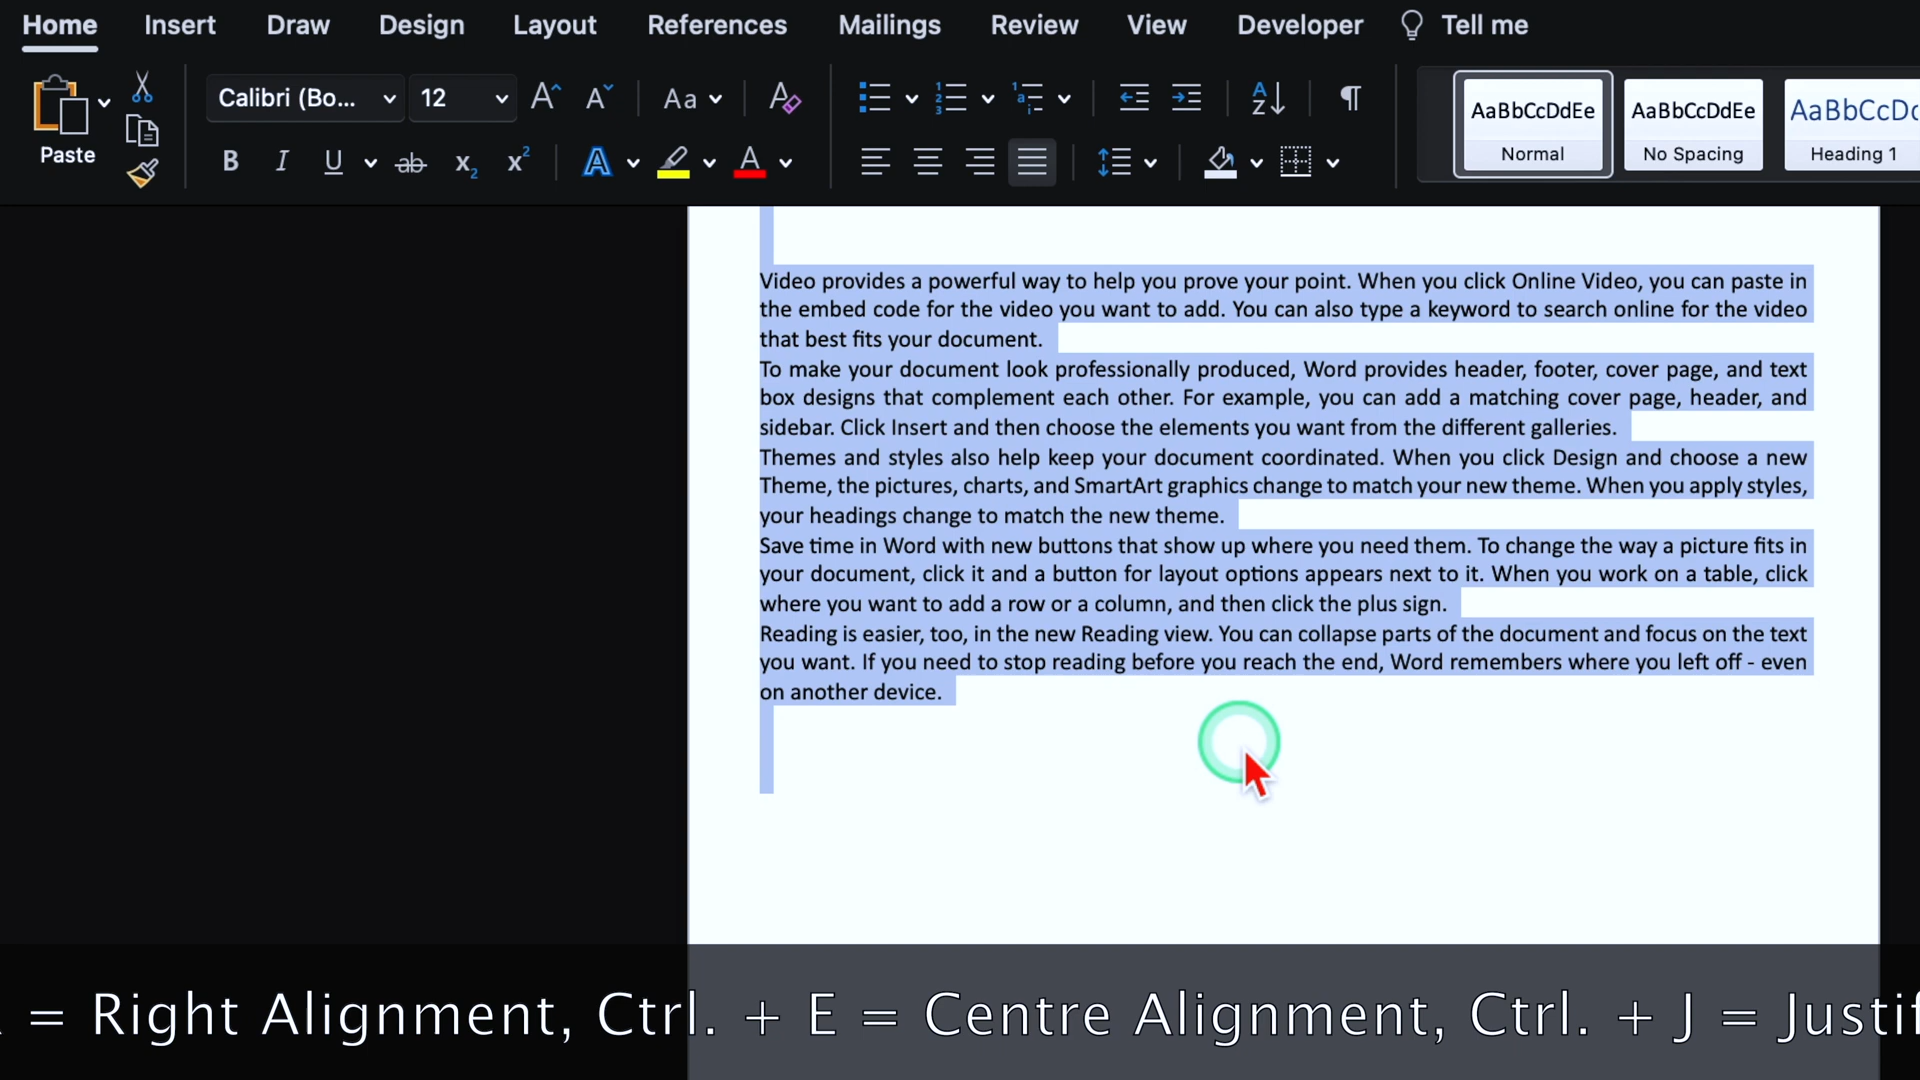 Home Insert Draw Design Layout References Mailings Review View Developer Tell me
Paste
Calibri (Bo... 12 Aa
AaBbCcDdEe AaBbCcDdEe AaBbCcDc
Normal No Spacing Heading 1
Video provides a powerful way to help you prove your point. When you click Online Video, you can paste in
the embed code for the video you want to add. You can also type a keyword to search online for the video
that best fits your document.
To make your document look professionally produced, Word provides header, footer, cover page, and text
box designs that complement each other. For example, you can add a matching cover page, header, and
sidebar. Click Insert and then choose the elements you want from the different galleries.
Themes and styles also help keep your document coordinated. When you click Design and choose a new
Theme, the pictures, charts, and SmartArt graphics change to match your new theme. When you apply styles,
your headings change to match the new theme.
Save time in Word with new buttons that show up where you need them. To change the way a picture fits in
your document, click it and a button for layout options appears next to it. When you work on a table, click
where you want to add a row or a column, and then click the plus sign.
Reading is easier, too, in the new Reading view. You can collapse parts of the document and focus on the text
you want. If you need to stop reading before you reach the end, Word remembers where you left off - even
on another device.
= Right Alignment, Ctrl. + E = Centre Alignment, Ctrl. + J = Justif